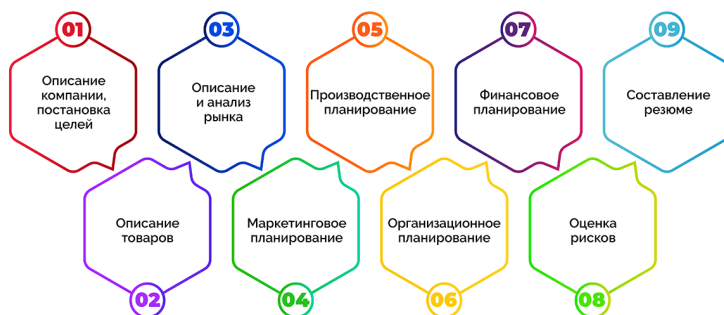 01
Описание
компании,
постановка
целей
02
Описание
товаров
03
Описание
и анализ
рынка
04
Маркетинговое
планирование
05
Производственное
планирование
06
Организационное
планирование
07
Финансовое
планирование
08
Оценка
рисков
09
Составление
резюме